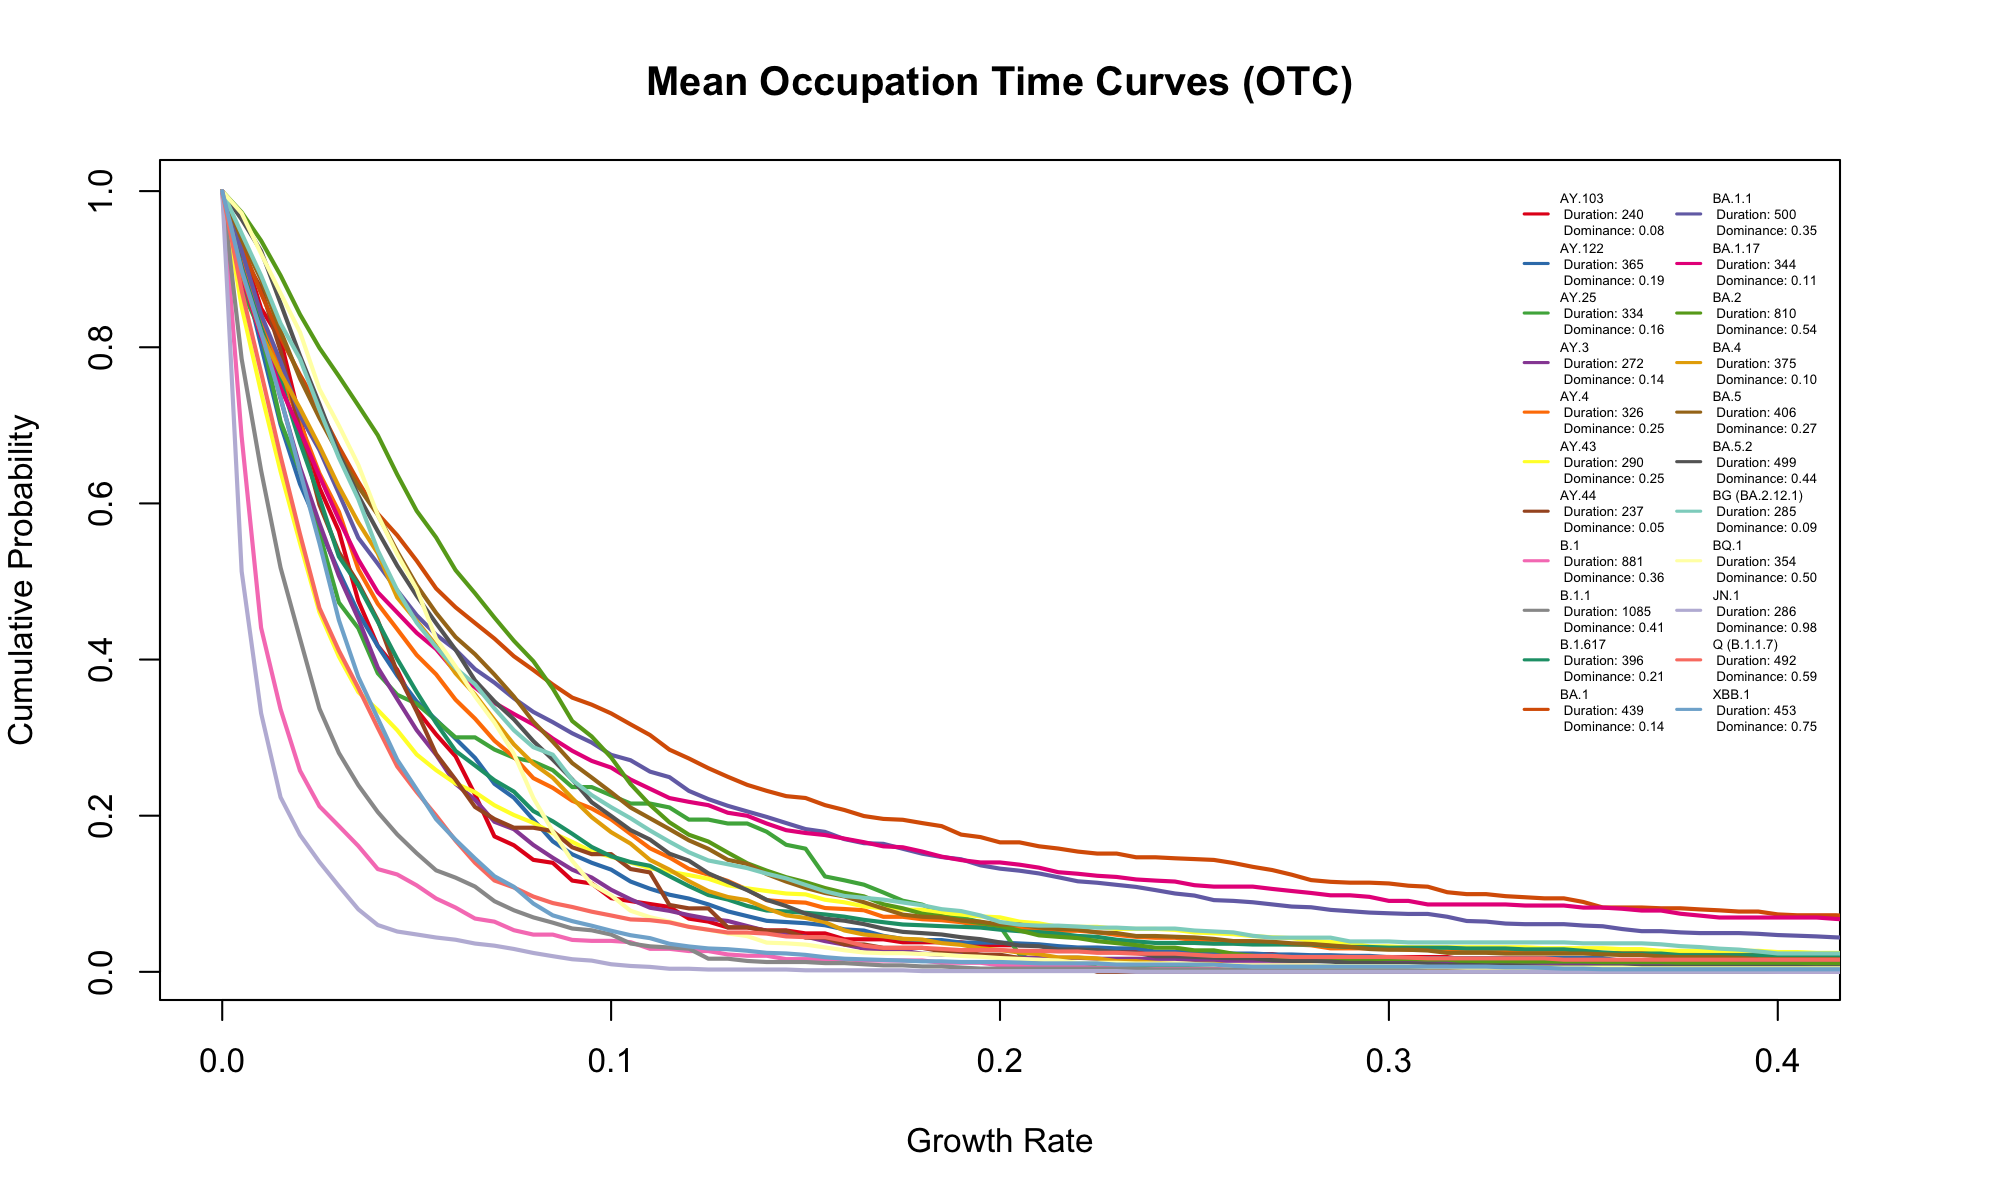 Mean Occupation Time Curves (OTC)
Cumulative Probability
1.0
0.8
0.6
0.4
0.2
0.0
AY.103
Duration: 240
Dominance: 0.08
AY.122
Duration: 365
Dominance: 0.19
AY.25
Duration: 334
Dominance: 0.16
AY.3
Duration: 272
Dominance: 0.14
AY.4
Duration: 326
Dominance: 0.25
AY.43
Duration: 290
Dominance: 0.25
AY.44
Duration: 237
Dominance: 0.05
B.1
Duration: 881
Dominance: 0.36
B.1.1
Duration: 1085
Dominance: 0.41
B.1.617
Duration: 396
Dominance: 0.21
BA.1
Duration: 439
Dominance: 0.14
BA.1.1
Duration: 500
Dominance: 0.35
BA.1.17
Duration: 344
Dominance: 0.11
BA.2
Duration: 810
Dominance: 0.54
BA.4
Duration: 375
Dominance: 0.10
BA.5
Duration: 406
Dominance: 0.27
BA.5.2
Duration: 499
Dominance: 0.44
BG (BA.2.12.1)
Duration: 285
Dominance: 0.09
BQ.1
Duration: 354
Dominance: 0.50
JN.1
Duration: 286
Dominance: 0.98
Q (B.1.1.7)
Duration: 492
Dominance: 0.59
XBB.1
Duration: 453
Dominance: 0.75
0.0 0.1 0.2 0.3 0.4
Growth Rate